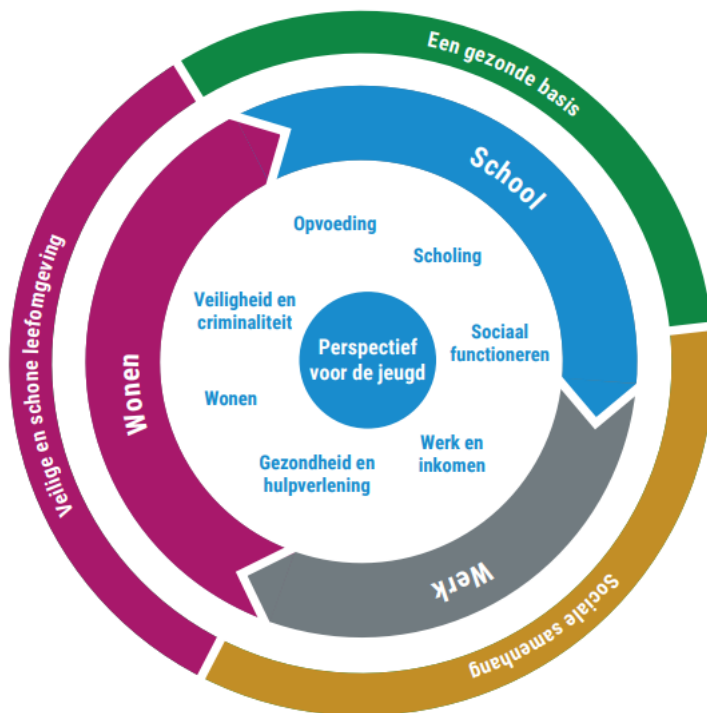 Een gezonde basis
School
Opvoeding
Scholing
Veiligheid en
criminaliteit
Sociaal
functioneren
Perspectief
voor de jeugd
Wonen
Veilige en schone leefomgeving
Wonen
Werk en
inkomen
Gezondheid en
hulpverlening
Werk
Sociale samenhang